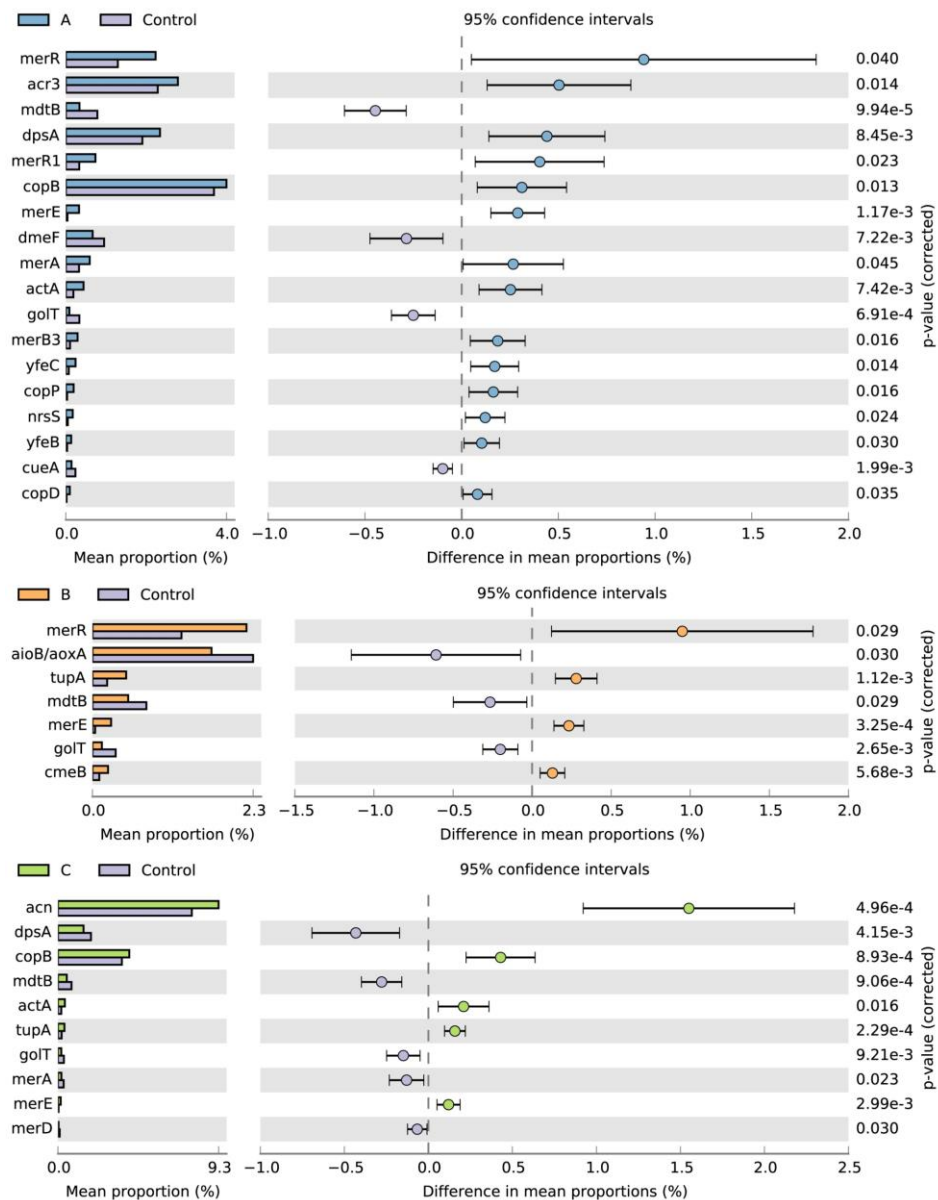 A Control 95% confidence intervals
merR 0.040
acr3 0.014
mdtB 9.94e-5
dpsA 8.45e-3
merR1 0.023
copB 0.013
merE 1.17e-3
dmeF 7.22e-3
merA 0.045
actA 7.42e-3
golT 6.91e-4
merB3 0.016
yfeC 0.014
copP 0.016
nrsS 0.024
yfeB 0.030
cueA 1.99e-3
copD 0.035
p-value (corrected)
0.0 4.0 −1.0 −0.5 0.0 0.5 1.0 1.5 2.0
Mean proportion (%) Difference in mean proportions (%)
B Control 95% confidence intervals
merR 0.029
aioB/aoxA 0.030
tupA 1.12e-3
mdtB 0.029
merE 3.25e-4
golT 2.65e-3
cmeB 5.68e-3
p-value (corrected)
0.0 2.3 −1.5 −1.0 −0.5 0.0 0.5 1.0 1.5 2.0
Mean proportion (%) Difference in mean proportions (%)
C Control 95% confidence intervals
acn 4.96e-4
dpsA 4.15e-3
copB 8.93e-4
mdtB 9.06e-4
actA 0.016
tupA 2.29e-4
golT 9.21e-3
merA 0.023
merE 2.99e-3
merD 0.030
p-value (corrected)
0.0 9.3 −1.0 −0.5 0.0 0.5 1.0 1.5 2.0 2.5
Mean proportion (%) Difference in mean proportions (%)